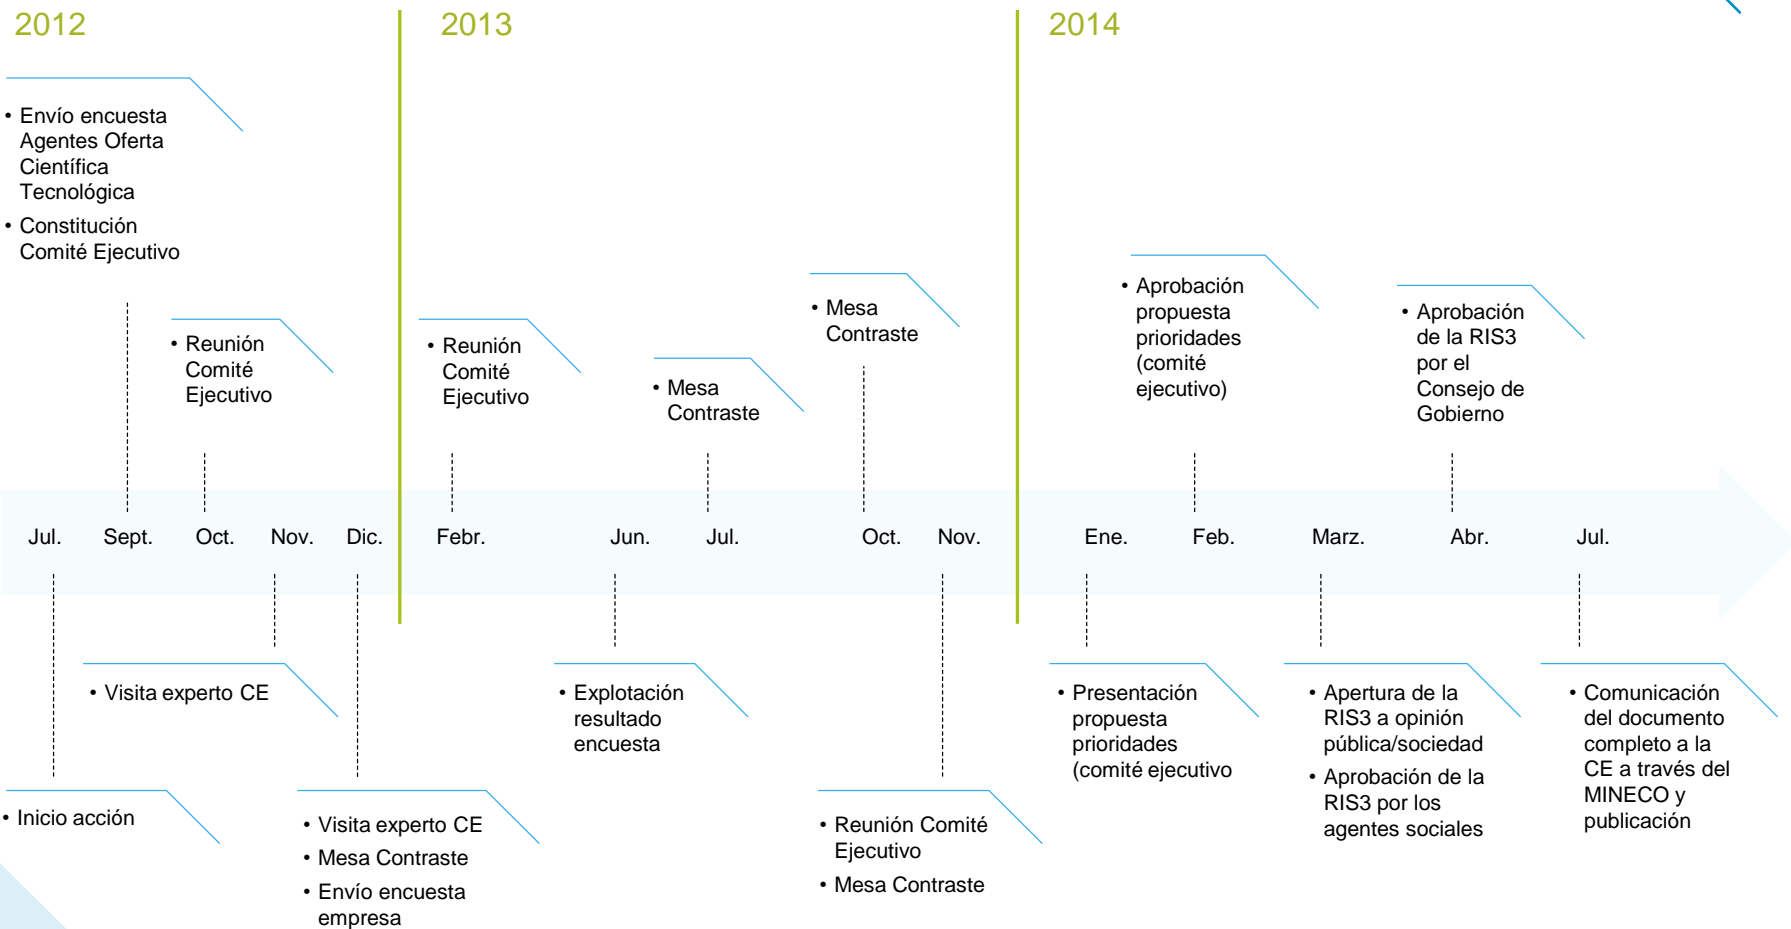 2012
2013
2014
• Envío encuesta
Agentes Oferta
Científica
Tecnológica
• Constitución
Comité Ejecutivo
• Reunión
Comité
Ejecutivo
• Reunión
Comité
Ejecutivo
• Mesa
Contraste
• Mesa
Contraste
• Aprobación
propuesta
prioridades
(comité
ejecutivo)
• Aprobación
de la RIS3
por el
Consejo de
Gobierno
Jul. Sept. Oct. Nov. Dic. Febr. Jun. Jul. Oct. Nov. Ene. Feb. Marz. Abr. Jul.
• Inicio acción
• Visita experto CE
• Visita experto CE
• Mesa Contraste
• Envío encuesta
empresa
• Explotación
resultado
encuesta
• Reunión Comité
Ejecutivo
• Mesa Contraste
• Presentación
propuesta
prioridades
(comité ejecutivo
• Apertura de la
RIS3 a opinión
pública/sociedad
• Aprobación de la
RIS3 por los
agentes sociales
• Comunicación
del documento
completo a la
CE a través del
MINECO y
publicación